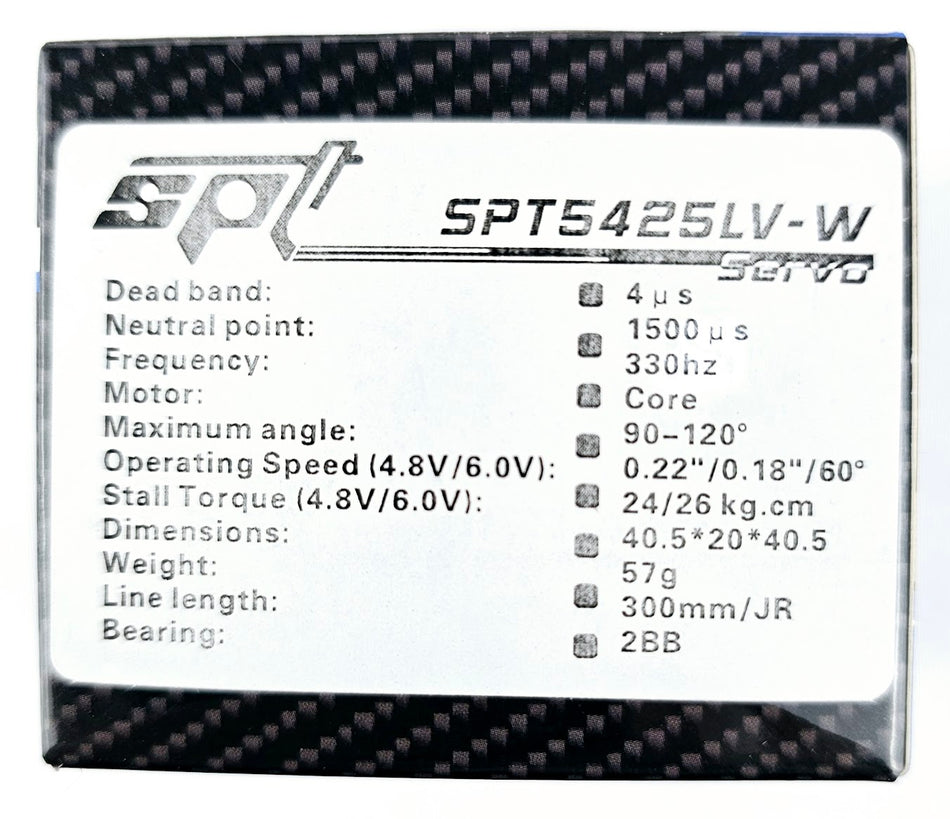 spt
SPT5425LV-W
Servo
Dead band: 4μs
Neutral point: 1500μs
Frequency: 330hz
Motor: Core
Maximum angle: 90-120°
Operating Speed (4.8V/6.0V): 0.22"/0.18"/60°
Stall Torque (4.8V/6.0V): 24/26 kg.cm
Dimensions: 40.5*20*40.5
Weight: 57g
Line length: 300mm/JR
Bearing: 2BB